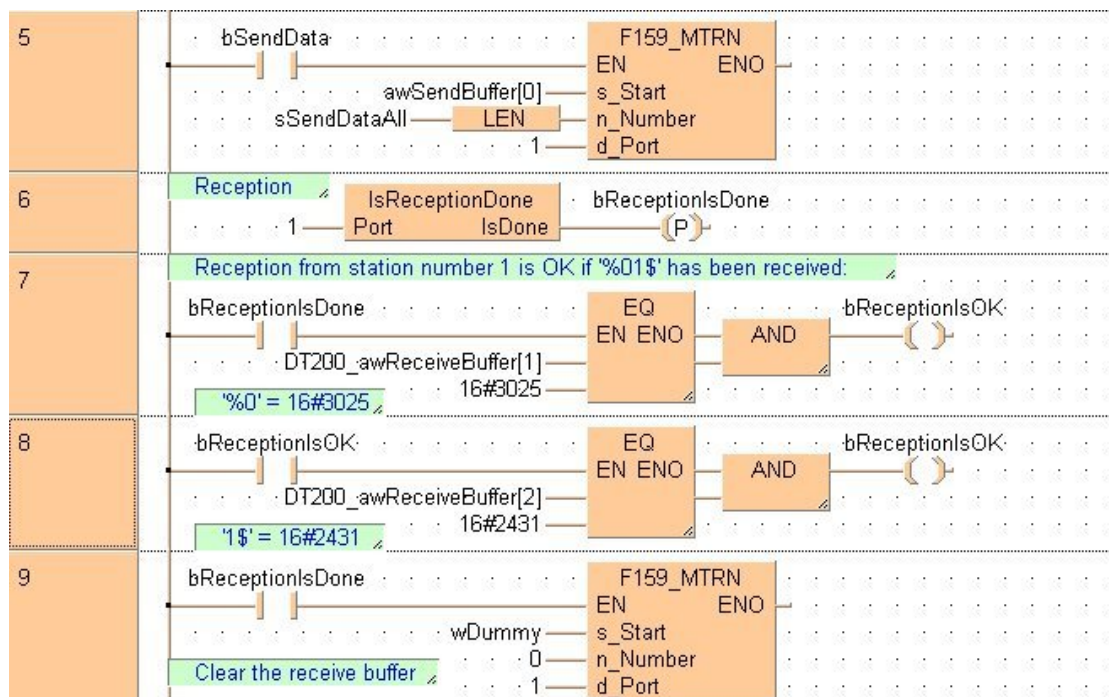 5
bSendData
F159_MTRN
EN ENO
awSendBuffer[0] s_Start
sSendDataAll LEN n_Number
1 d_Port
6
Reception
IsReceptionDone
bReceptionIsDone
1 Port IsDone
(P)
7
Reception from station number 1 is OK if '%01$' has been received:
bReceptionIsDone
EQ
bReceptionIsOK
EN ENO
AND
DT200_awReceiveBuffer[1]
16#3025
'%0' = 16#3025
8
bReceptionIsOK
EQ
bReceptionIsOK
EN ENO
AND
DT200_awReceiveBuffer[2]
16#2431
'1$' = 16#2431
9
bReceptionIsDone
F159_MTRN
EN ENO
wDummy s_Start
0 n_Number
Clear the receive buffer
1 d_Port